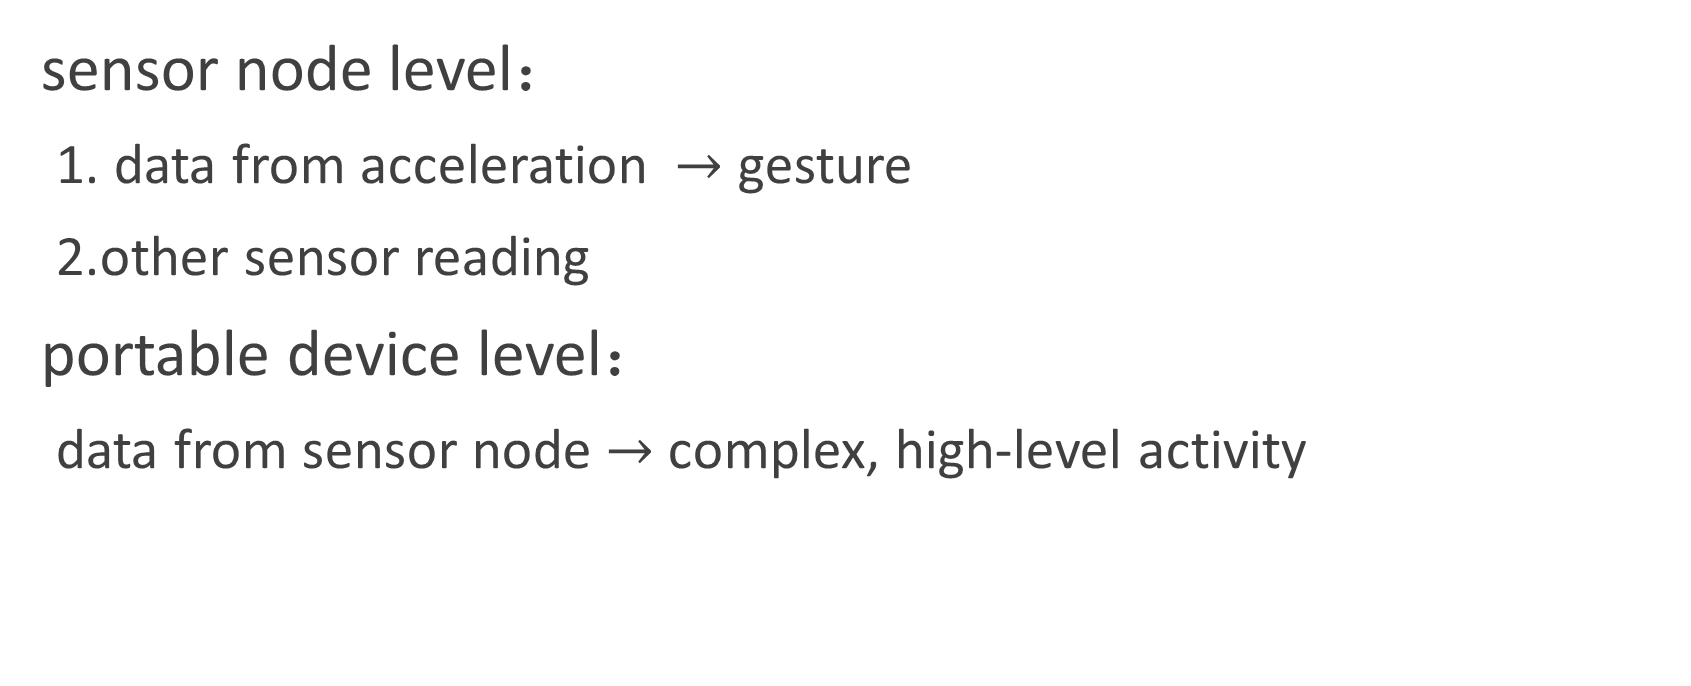 sensor node level：
1. data from acceleration → gesture
2.other sensor reading
portable device level：
data from sensor node → complex, high-level activity